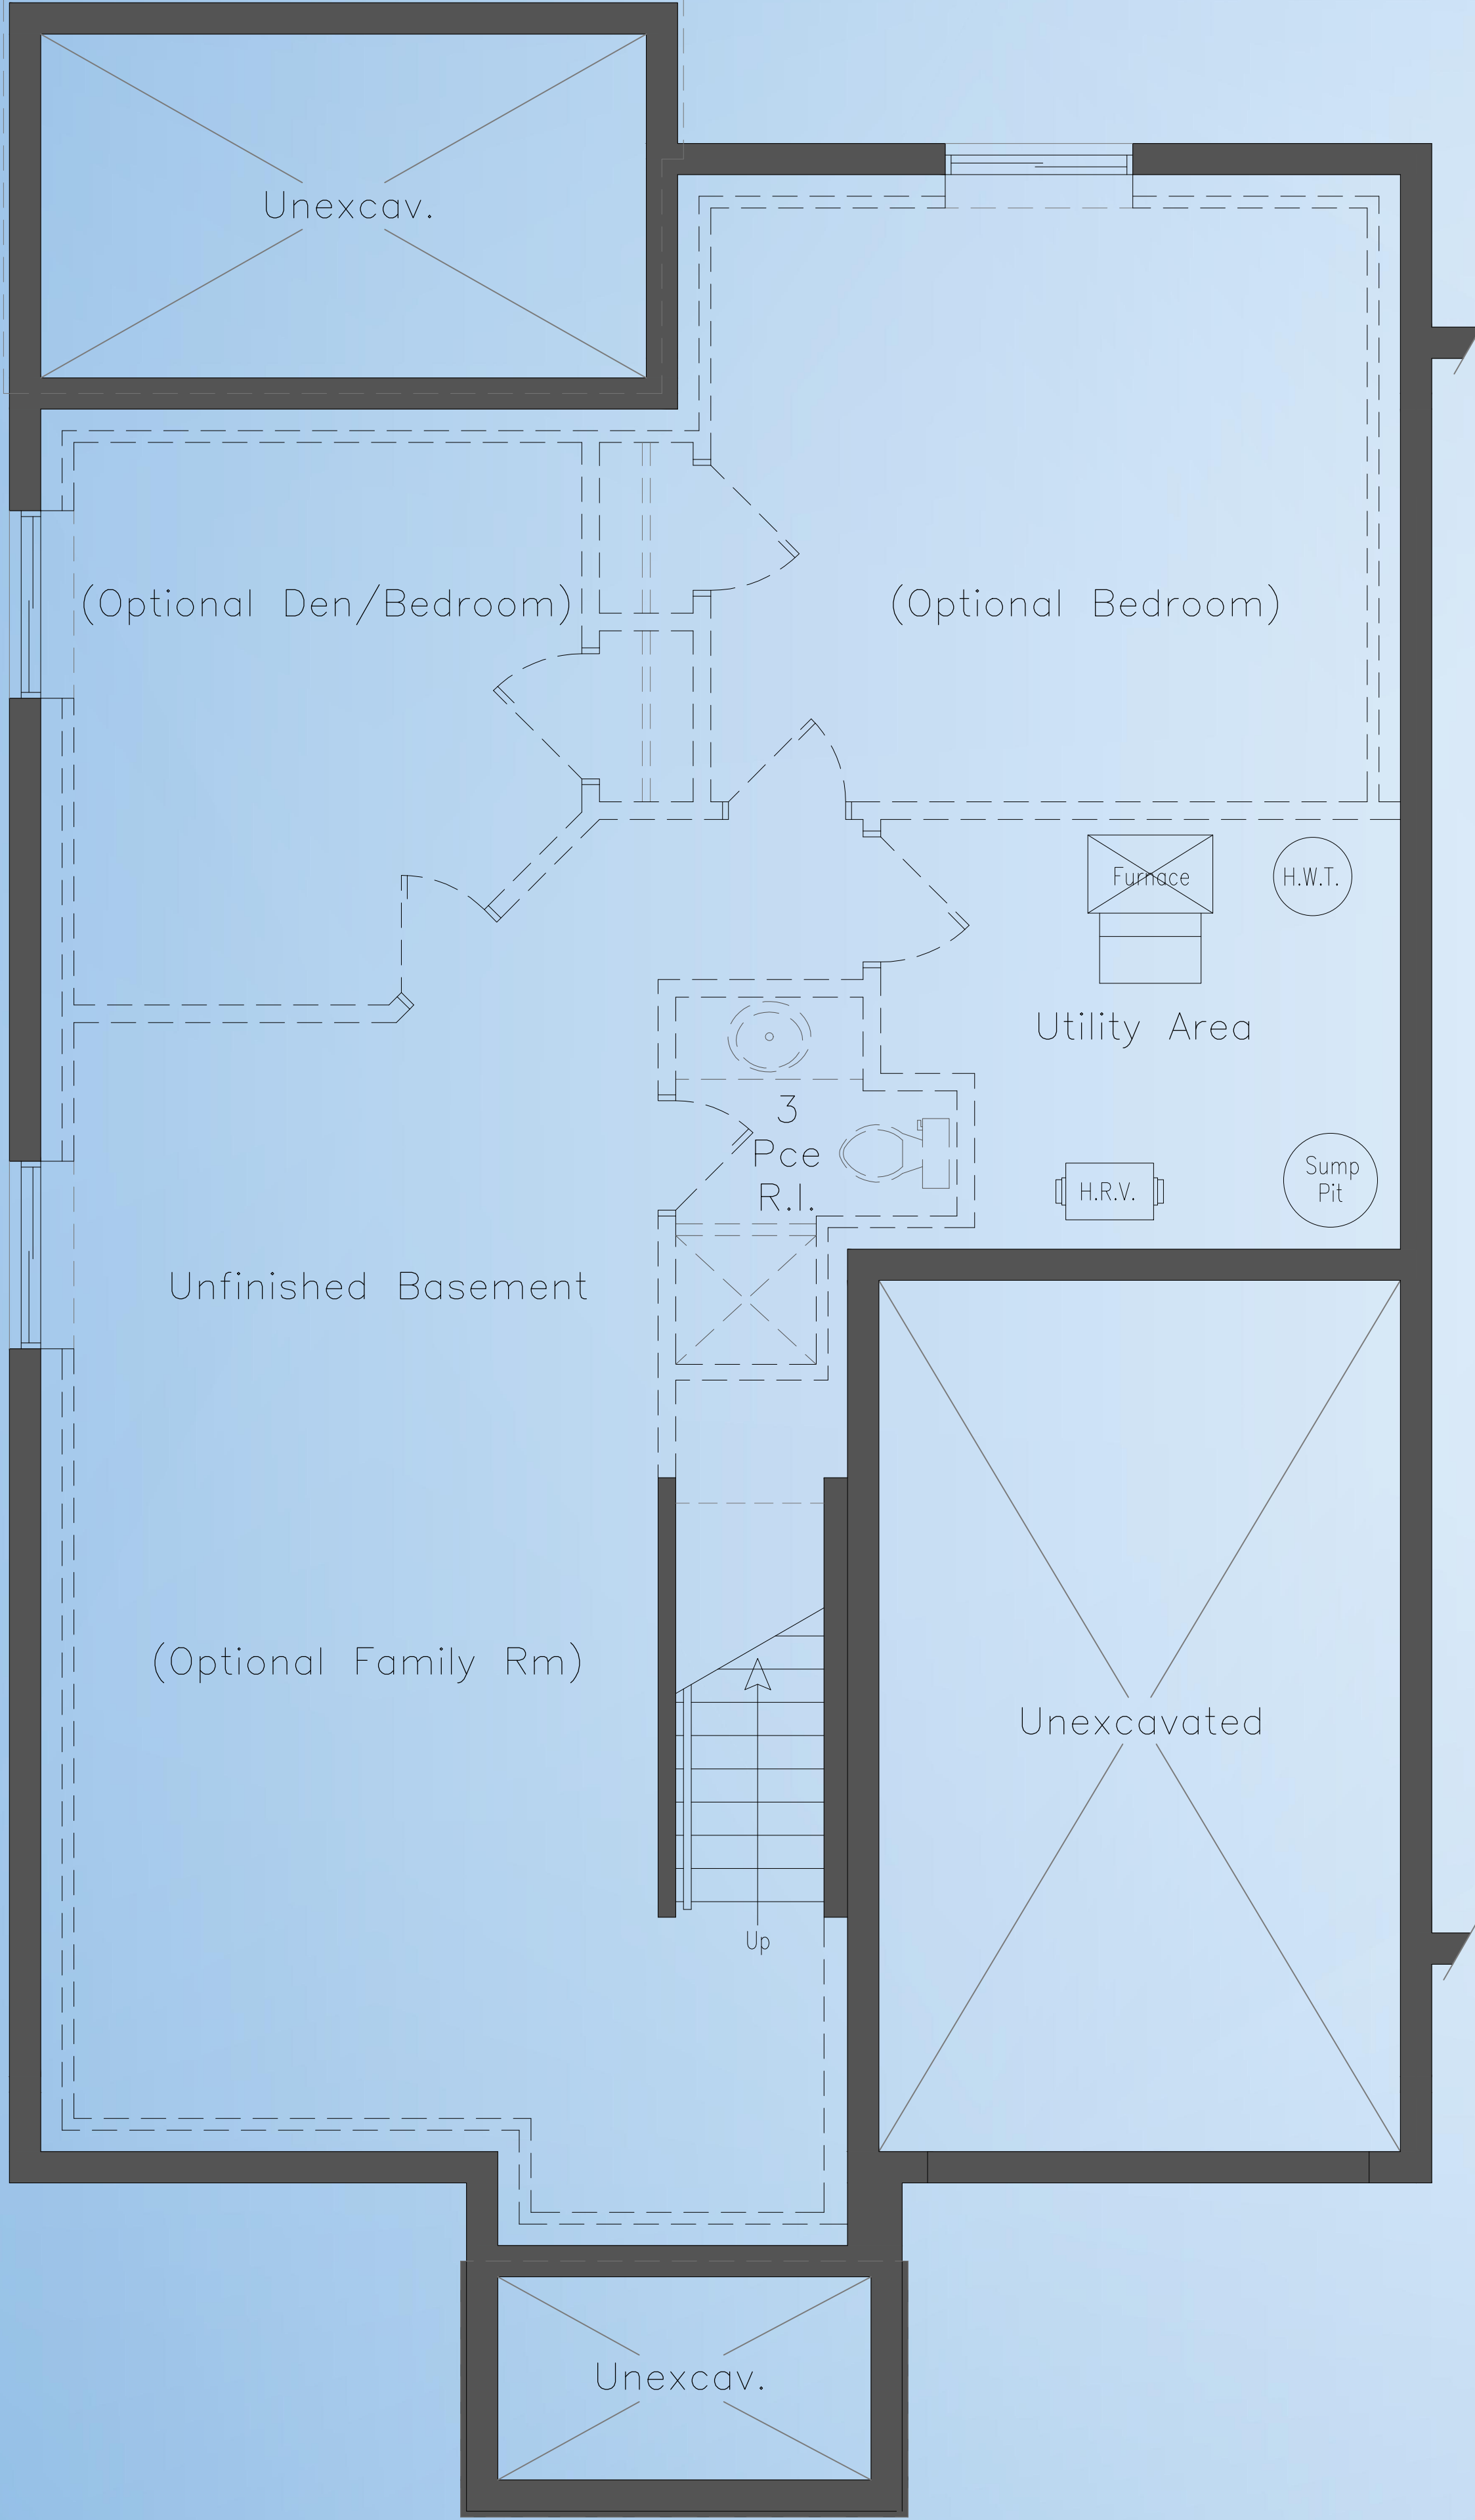 Unexcav.
(Optional Den/Bedroom)
(Optional Bedroom)
Furnace
H.W.T.
Utility Area
3
Pce
R.I.
H.R.V.
Sump
Pit
Unfinished Basement
(Optional Family Rm)
Unexcavated
Up
Unexcav.